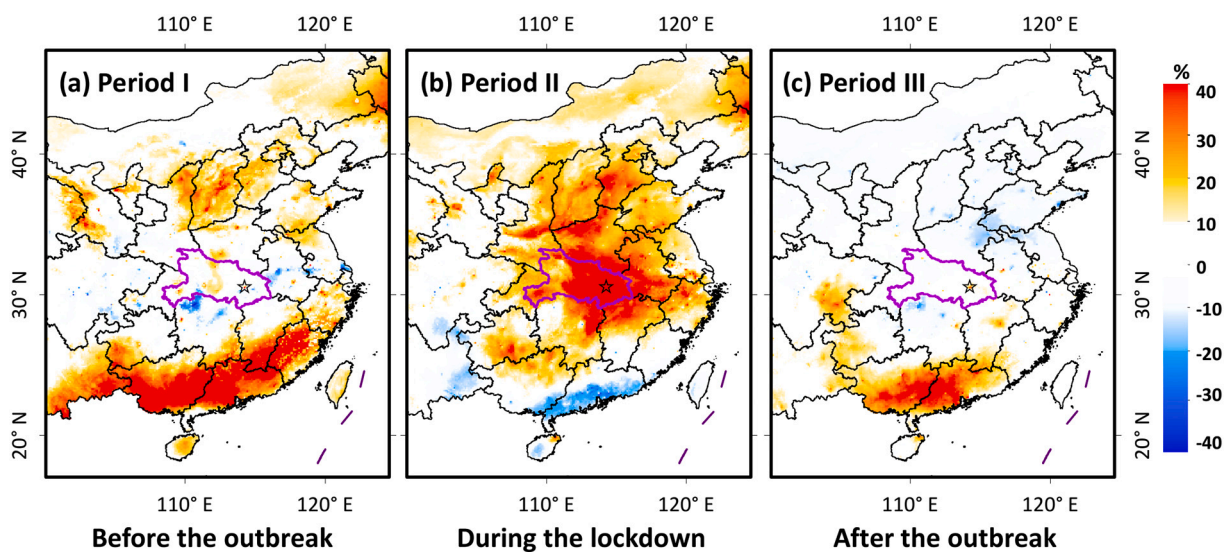 110° E 120° E 110° E 120° E 110° E 120° E
(a) Period I (b) Period II (c) Period III
%
40
30
20
10
0
-10
-20
-30
-40
40° N 40° N
30° N 30° N
20° N 20° N
110° E 120° E 110° E 120° E 110° E 120° E
Before the outbreak During the lockdown After the outbreak